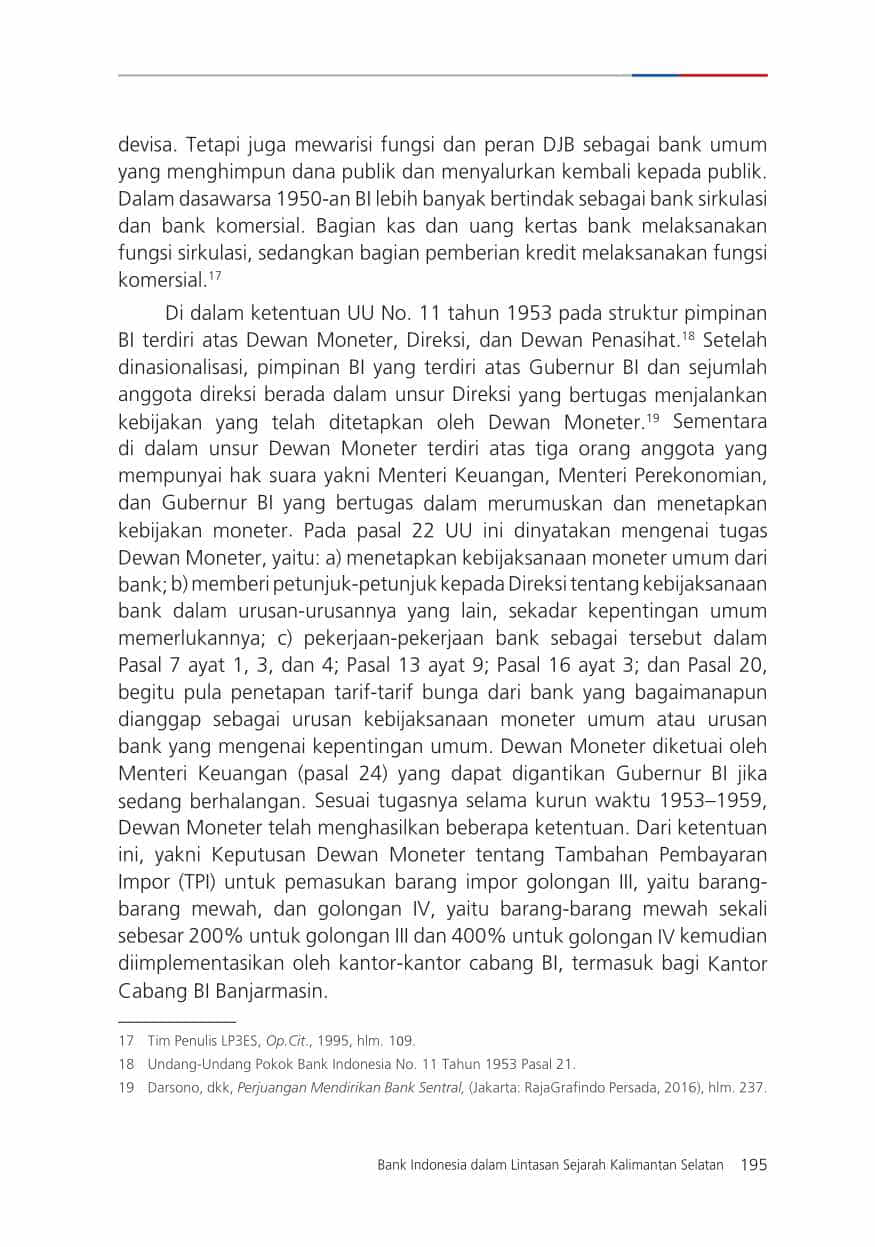 devisa. Tetapi juga mewarisi fungsi dan peran DJB sebagai bank umum
yang menghimpun dana publik dan menyalurkan kembali kepada publik.
Dalam dasawarsa 1950-an BI lebih banyak bertindak sebagai bank sirkulasi
dan bank komersial. Bagian kas dan uang kertas bank melaksanakan
fungsi sirkulasi, sedangkan bagian pemberian kredit melaksanakan fungsi
komersial.17
Di dalam ketentuan UU No. 11 tahun 1953 pada struktur pimpinan
BI terdiri atas Dewan Moneter, Direksi, dan Dewan Penasihat.18 Setelah
dinasionalisasi, pimpinan BI yang terdiri atas Gubernur BI dan sejumlah
anggota direksi berada dalam unsur Direksi yang bertugas menjalankan
kebijakan yang telah ditetapkan oleh Dewan Moneter.19 Sementara
di dalam unsur Dewan Moneter terdiri atas tiga orang anggota yang
mempunyai hak suara yakni Menteri Keuangan, Menteri Perekonomian,
dan Gubernur BI yang bertugas dalam merumuskan dan menetapkan
kebijakan moneter. Pada pasal 22 UU ini dinyatakan mengenai tugas
Dewan Moneter, yaitu: a) menetapkan kebijaksanaan moneter umum dari
bank; b) memberi petunjuk-petunjuk kepada Direksi tentang kebijaksanaan
bank dalam urusan-urusannya yang lain, sekadar kepentingan umum
memerlukannya; c) pekerjaan-pekerjaan bank sebagai tersebut dalam
Pasal 7 ayat 1, 3, dan 4; Pasal 13 ayat 9; Pasal 16 ayat 3; dan Pasal 20,
begitu pula penetapan tarif-tarif bunga dari bank yang bagaimanapun
dianggap sebagai urusan kebijaksanaan moneter umum atau urusan
bank yang mengenai kepentingan umum. Dewan Moneter diketuai oleh
Menteri Keuangan (pasal 24) yang dapat digantikan Gubernur BI jika
sedang berhalangan. Sesuai tugasnya selama kurun waktu 1953–1959,
Dewan Moneter telah menghasilkan beberapa ketentuan. Dari ketentuan
ini, yakni Keputusan Dewan Moneter tentang Tambahan Pembayaran
Impor (TPI) untuk pemasukan barang impor golongan III, yaitu barang-
barang mewah, dan golongan IV, yaitu barang-barang mewah sekali
sebesar 200% untuk golongan III dan 400% untuk golongan IV kemudian
diimplementasikan oleh kantor-kantor cabang BI, termasuk bagi Kantor
Cabang BI Banjarmasin.
17 Tim Penulis LP3ES, Op.Cit., 1995, hlm. 109.
18 Undang-Undang Pokok Bank Indonesia No. 11 Tahun 1953 Pasal 21.
19 Darsono, dkk, Perjuangan Mendirikan Bank Sentral, (Jakarta: RajaGrafindo Persada, 2016), hlm. 237.
Bank Indonesia dalam Lintasan Sejarah Kalimantan Selatan 195